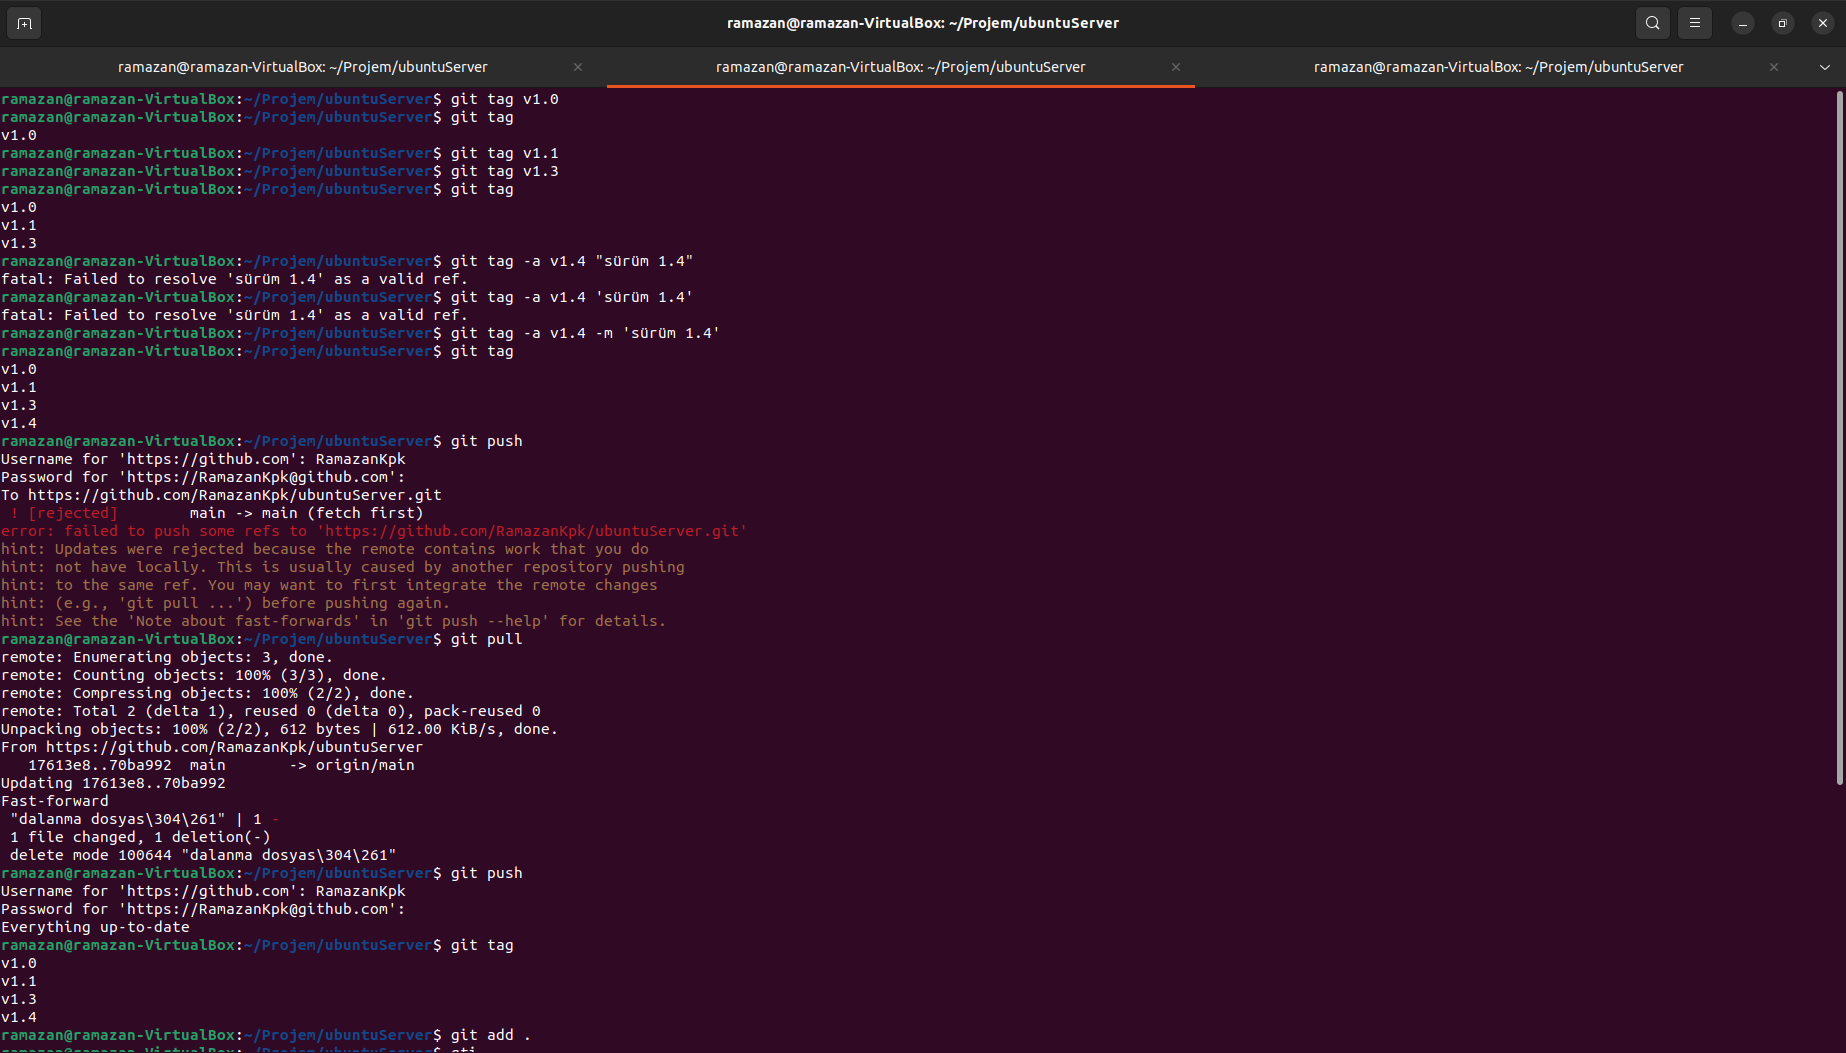 ramazan@ramazan-VirtualBox: ~/Projem/ubuntuServer
ramazan@ramazan-VirtualBox: ~/Projem/ubuntuServer
ramazan@ramazan-VirtualBox: ~/Projem/ubuntuServer
ramazan@ramazan-VirtualBox: ~/Projem/ubuntuServer
ramazan@ramazan-VirtualBox:~/Projem/ubuntuServer$ git tag v1.0
ramazan@ramazan-VirtualBox:~/Projem/ubuntuServer$ git tag
v1.0
ramazan@ramazan-VirtualBox:~/Projem/ubuntuServer$ git tag v1.1
ramazan@ramazan-VirtualBox:~/Projem/ubuntuServer$ git tag v1.3
ramazan@ramazan-VirtualBox:~/Projem/ubuntuServer$ git tag
v1.0
v1.1
v1.3
ramazan@ramazan-VirtualBox:~/Projem/ubuntuServer$ git tag -a v1.4 "sürüm 1.4"
fatal: Failed to resolve 'sürüm 1.4' as a valid ref.
ramazan@ramazan-VirtualBox:~/Projem/ubuntuServer$ git tag -a v1.4 'sürüm 1.4'
fatal: Failed to resolve 'sürüm 1.4' as a valid ref.
ramazan@ramazan-VirtualBox:~/Projem/ubuntuServer$ git tag -a v1.4 -m 'sürüm 1.4'
ramazan@ramazan-VirtualBox:~/Projem/ubuntuServer$ git tag
v1.0
v1.1
v1.3
v1.4
ramazan@ramazan-VirtualBox:~/Projem/ubuntuServer$ git push
Username for 'https://github.com': RamazanKpk
Password for 'https://RamazanKpk@github.com':
To https://github.com/RamazanKpk/ubuntuServer.git
 ! [rejected]        main -> main (fetch first)
error: failed to push some refs to 'https://github.com/RamazanKpk/ubuntuServer.git'
hint: Updates were rejected because the remote contains work that you do
hint: not have locally. This is usually caused by another repository pushing
hint: to the same ref. You may want to first integrate the remote changes
hint: (e.g., 'git pull ...') before pushing again.
hint: See the 'Note about fast-forwards' in 'git push --help' for details.
ramazan@ramazan-VirtualBox:~/Projem/ubuntuServer$ git pull
remote: Enumerating objects: 3, done.
remote: Counting objects: 100% (3/3), done.
remote: Compressing objects: 100% (2/2), done.
remote: Total 2 (delta 1), reused 0 (delta 0), pack-reused 0
Unpacking objects: 100% (2/2), 612 bytes | 612.00 KiB/s, done.
From https://github.com/RamazanKpk/ubuntuServer
   17613e8..70ba992  main       -> origin/main
Updating 17613e8..70ba992
Fast-forward
 "dalanma dosyas\304\261" | 1 -
 1 file changed, 1 deletion(-)
 delete mode 100644 "dalanma dosyas\304\261"
ramazan@ramazan-VirtualBox:~/Projem/ubuntuServer$ git push
Username for 'https://github.com': RamazanKpk
Password for 'https://RamazanKpk@github.com':
Everything up-to-date
ramazan@ramazan-VirtualBox:~/Projem/ubuntuServer$ git tag
v1.0
v1.1
v1.3
v1.4
ramazan@ramazan-VirtualBox:~/Projem/ubuntuServer$ git add .